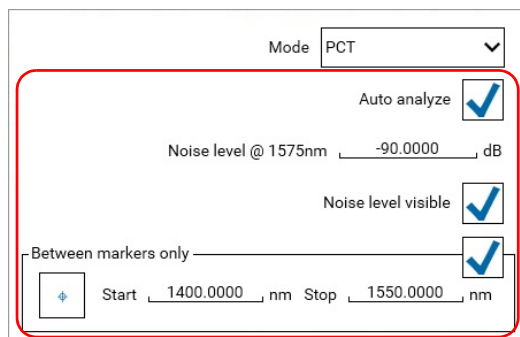 Mode PCT
Auto analyze
Noise level @ 1575nm -90.0000 dB
Noise level visible
Between markers only
Start 1400.0000 nm Stop 1550.0000 nm